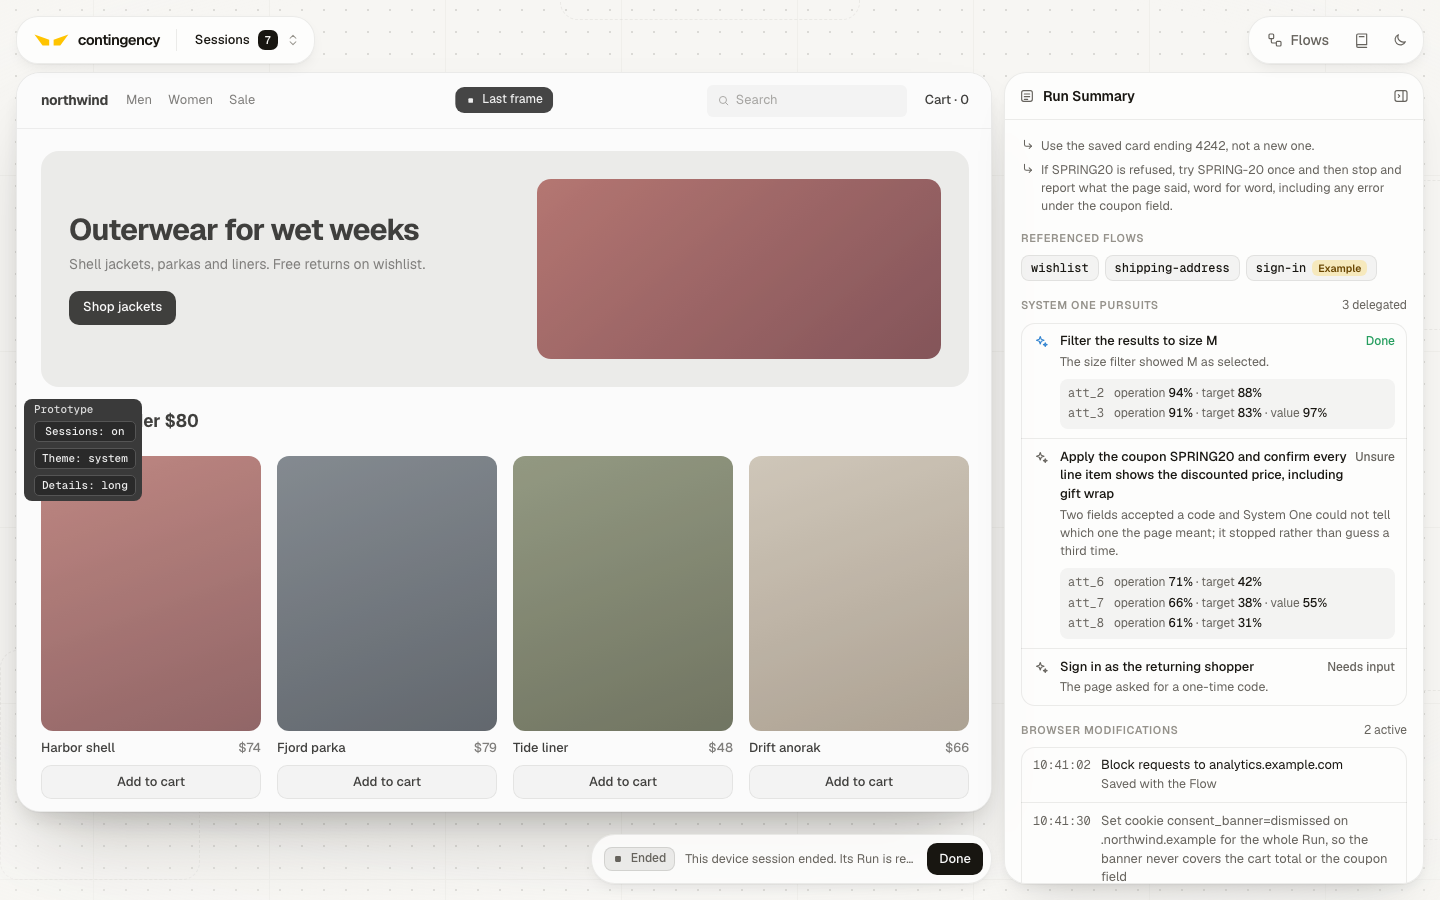 contingency
Sessions 7
Flows
northwind Men Women Sale
Last frame
Search
Cart · 0
Outerwear for wet weeks
Shell jackets, parkas and liners. Free returns on wishlist.
Shop jackets
er $80
Prototype
Sessions: on
Theme: system
Details: long
Harbor shell $74
Fjord parka $79
Tide liner $48
Drift anorak $66
Add to cart
Add to cart
Add to cart
Add to cart
Ended
This device session ended. Its Run is re…
Done
Run Summary
Use the saved card ending 4242, not a new one.
If SPRING20 is refused, try SPRING-20 once and then stop and
report what the page said, word for word, including any error
under the coupon field.
REFERENCED FLOWS
wishlist shipping-address sign-in Example
SYSTEM ONE PURSUITS 3 delegated
Filter the results to size M Done
The size filter showed M as selected.
att_2 operation 94% · target 88%
att_3 operation 91% · target 83% · value 97%
Apply the coupon SPRING20 and confirm every Unsure
line item shows the discounted price, including
gift wrap
Two fields accepted a code and System One could not tell
which one the page meant; it stopped rather than guess a
third time.
att_6 operation 71% · target 42%
att_7 operation 66% · target 38% · value 55%
att_8 operation 61% · target 31%
Sign in as the returning shopper Needs input
The page asked for a one-time code.
BROWSER MODIFICATIONS 2 active
10:41:02 Block requests to analytics.example.com
Saved with the Flow
10:41:30 Set cookie consent_banner=dismissed on
.northwind.example for the whole Run, so the
banner never covers the cart total or the coupon
field